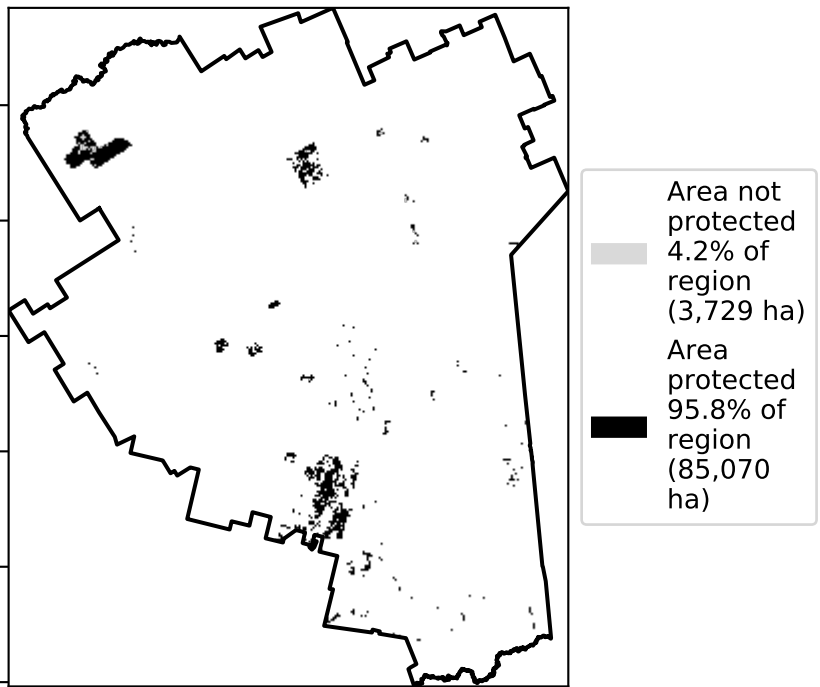 Area not
protected
4.2% of
region
(3,729 ha)
Area
protected
95.8% of
region
(85,070
ha)